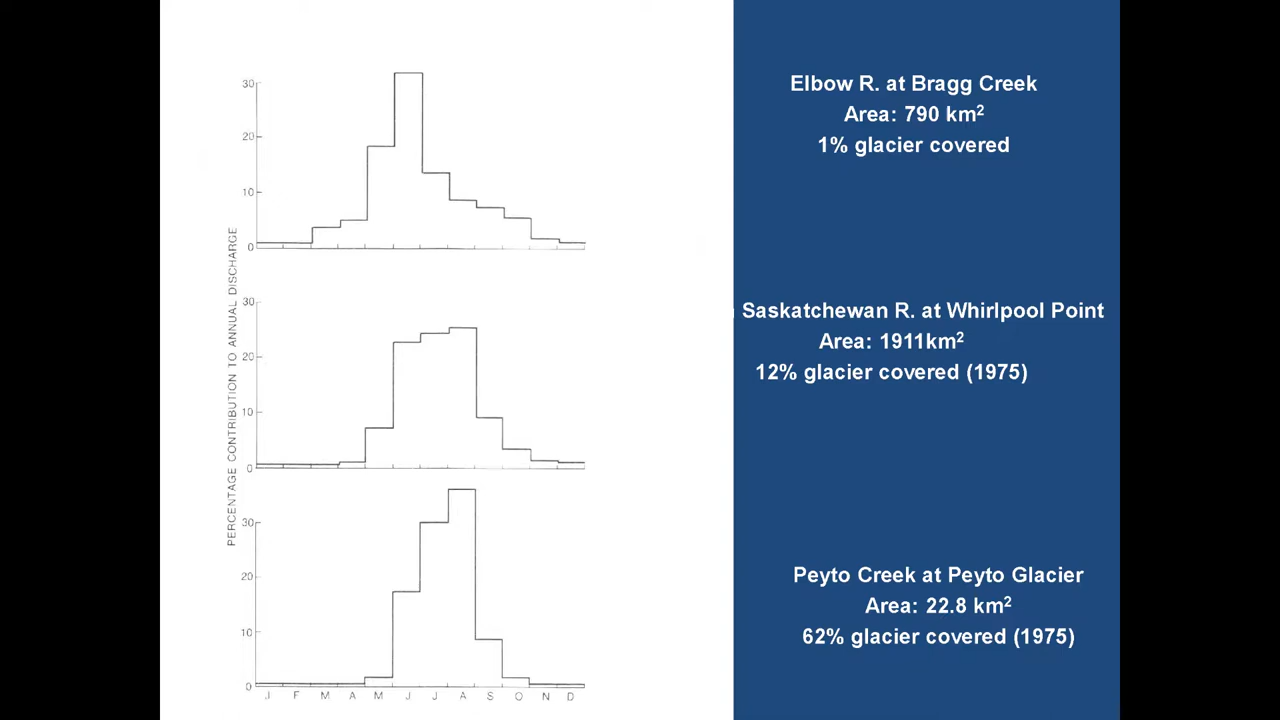 PERCENTAGE CONTRIBUTION TO ANNUAL DISCHARGE
30
20
10
0
30
20
10
0
30
20
10
0
J F M A M J J A S O N D
Elbow R. at Bragg Creek
Area: 790 km²
1% glacier covered
Saskatchewan R. at Whirlpool Point
Area: 1911km²
12% glacier covered (1975)
Peyto Creek at Peyto Glacier
Area: 22.8 km²
62% glacier covered (1975)